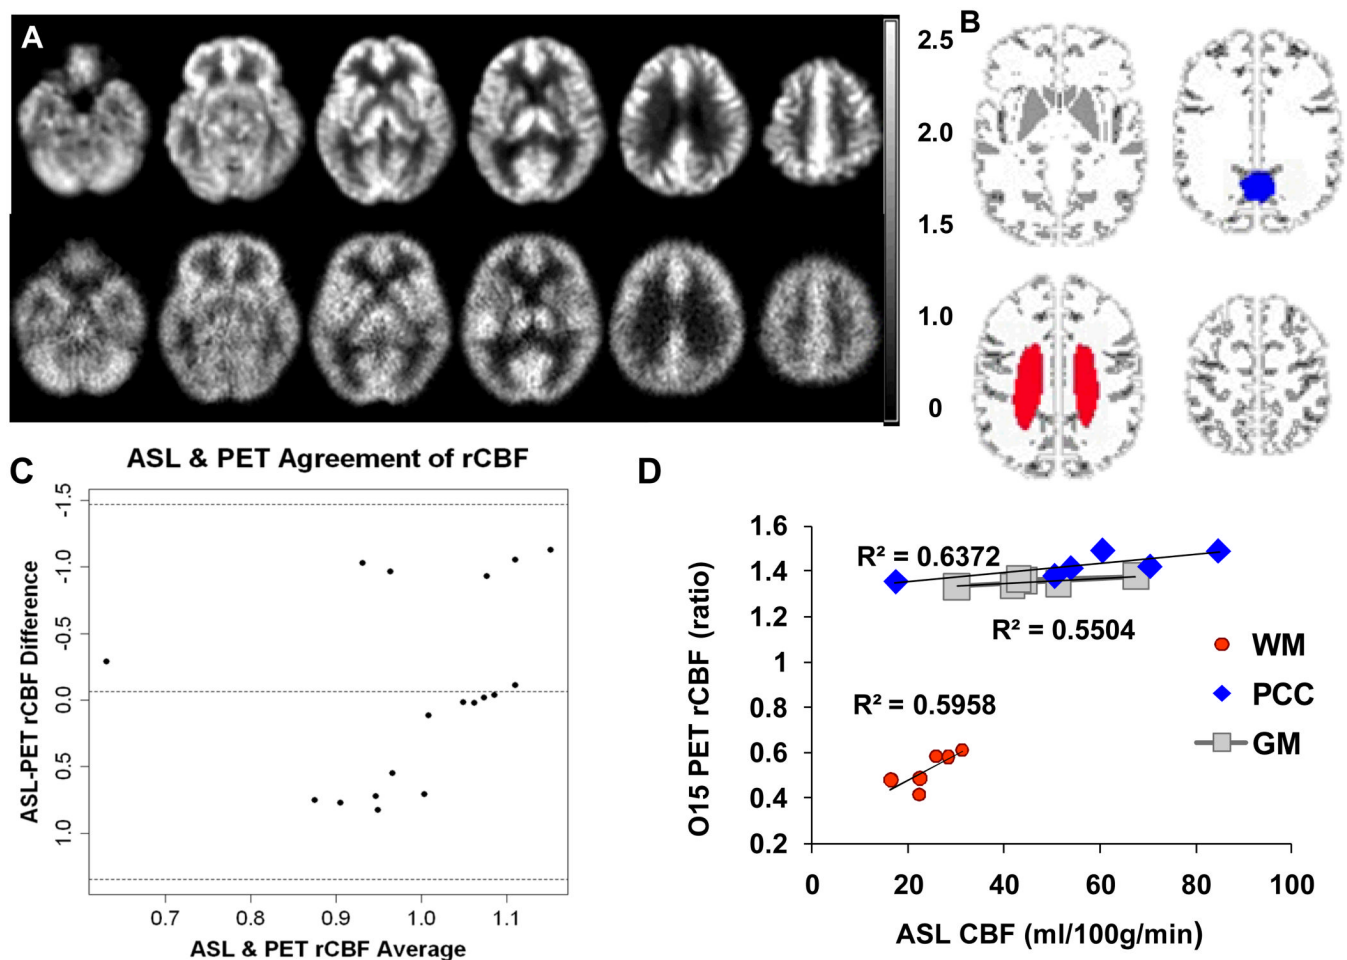 A
B
2.5
2.0
1.5
1.0
0
C
ASL & PET Agreement of rCBF
ASL-PET rCBF Difference
-1.5
-1.0
-0.5
0.0
0.5
1.0
0.7 0.8 0.9 1.0 1.1
ASL & PET rCBF Average
D
O15 PET rCBF (ratio)
1.6
1.4
1.2
1
0.8
0.6
0.4
0.2
R² = 0.6372
R² = 0.5504
R² = 0.5958
WM
PCC
GM
0 20 40 60 80 100
ASL CBF (ml/100g/min)